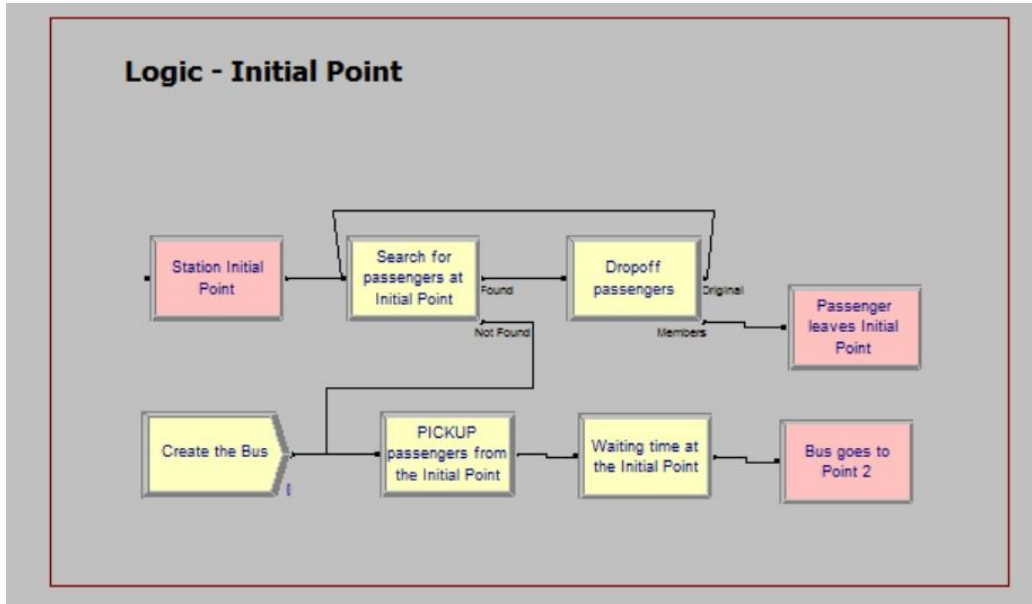 Logic - Initial Point
Station Initial
Point
Search for
passengers at
Initial Point
Found
Not Found
Dropoff
passengers
Original
Members
Passenger
leaves Initial
Point
Create the Bus
PICKUP
passengers from
the Initial Point
Waiting time at
the Initial Point
Bus goes to
Point 2